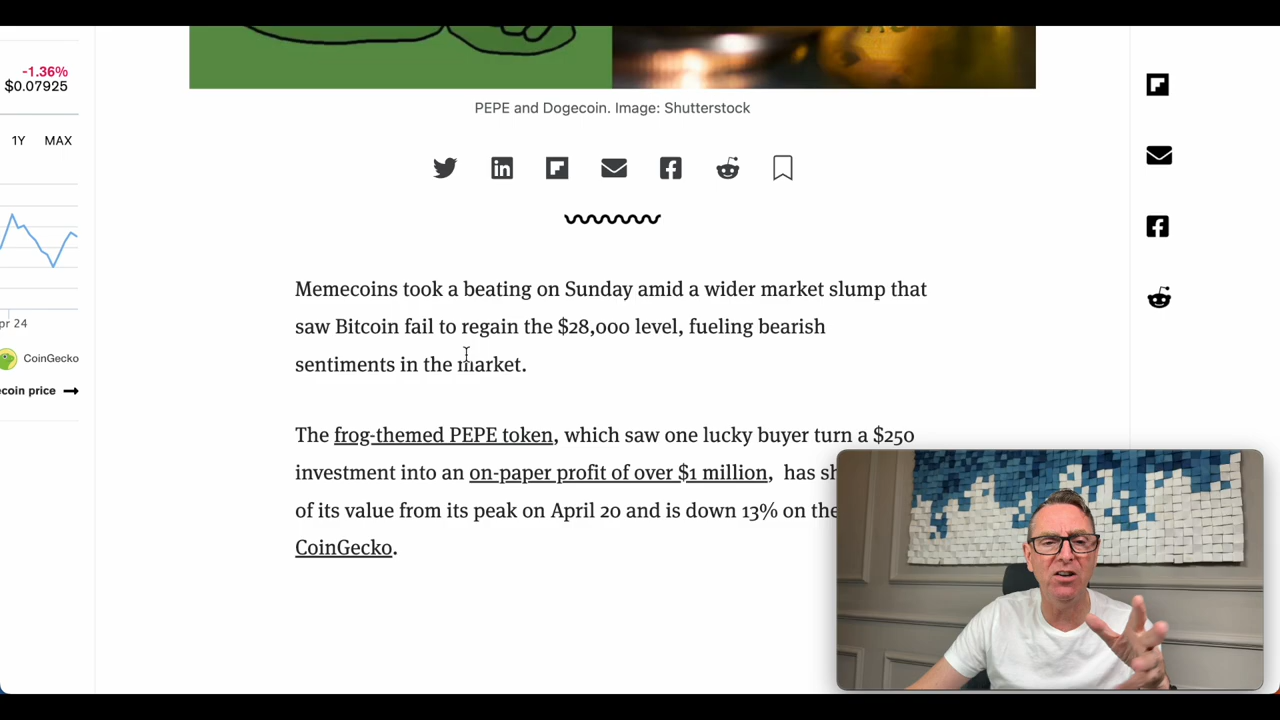 -1.36%
$0.07925
1Y MAX
pr 24
CoinGecko
ecoin price
PEPE and Dogecoin. Image: Shutterstock
Memecoins took a beating on Sunday amid a wider market slump that
saw Bitcoin fail to regain the $28,000 level, fueling bearish
sentiments in the market.
The frog-themed PEPE token, which saw one lucky buyer turn a $250
investment into an on-paper profit of over $1 million, has sh
of its value from its peak on April 20 and is down 13% on the
CoinGecko.